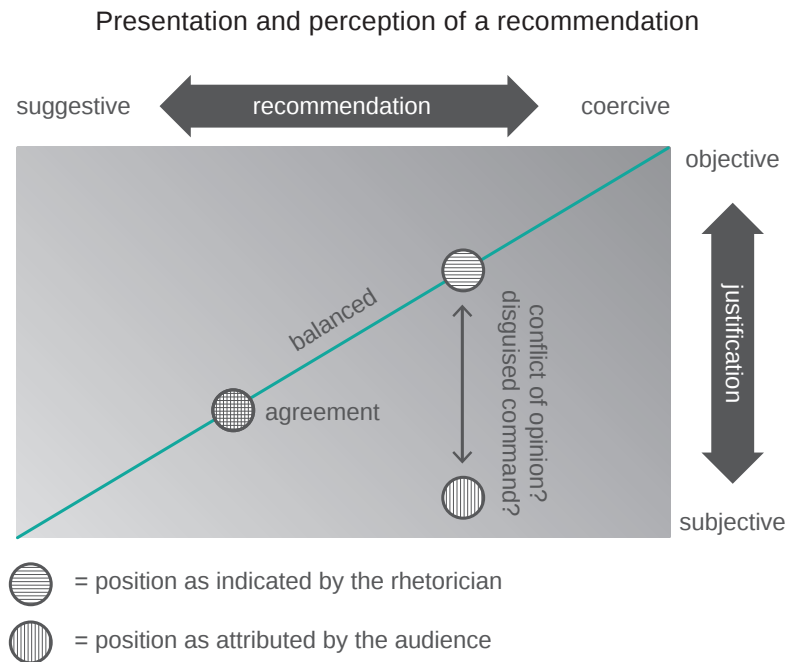 Presentation and perception of a recommendation
suggestive
recommendation
coercive
objective
justification
subjective
balanced
agreement
conflict of opinion?
disguised command?
= position as indicated by the rhetorician
= position as attributed by the audience